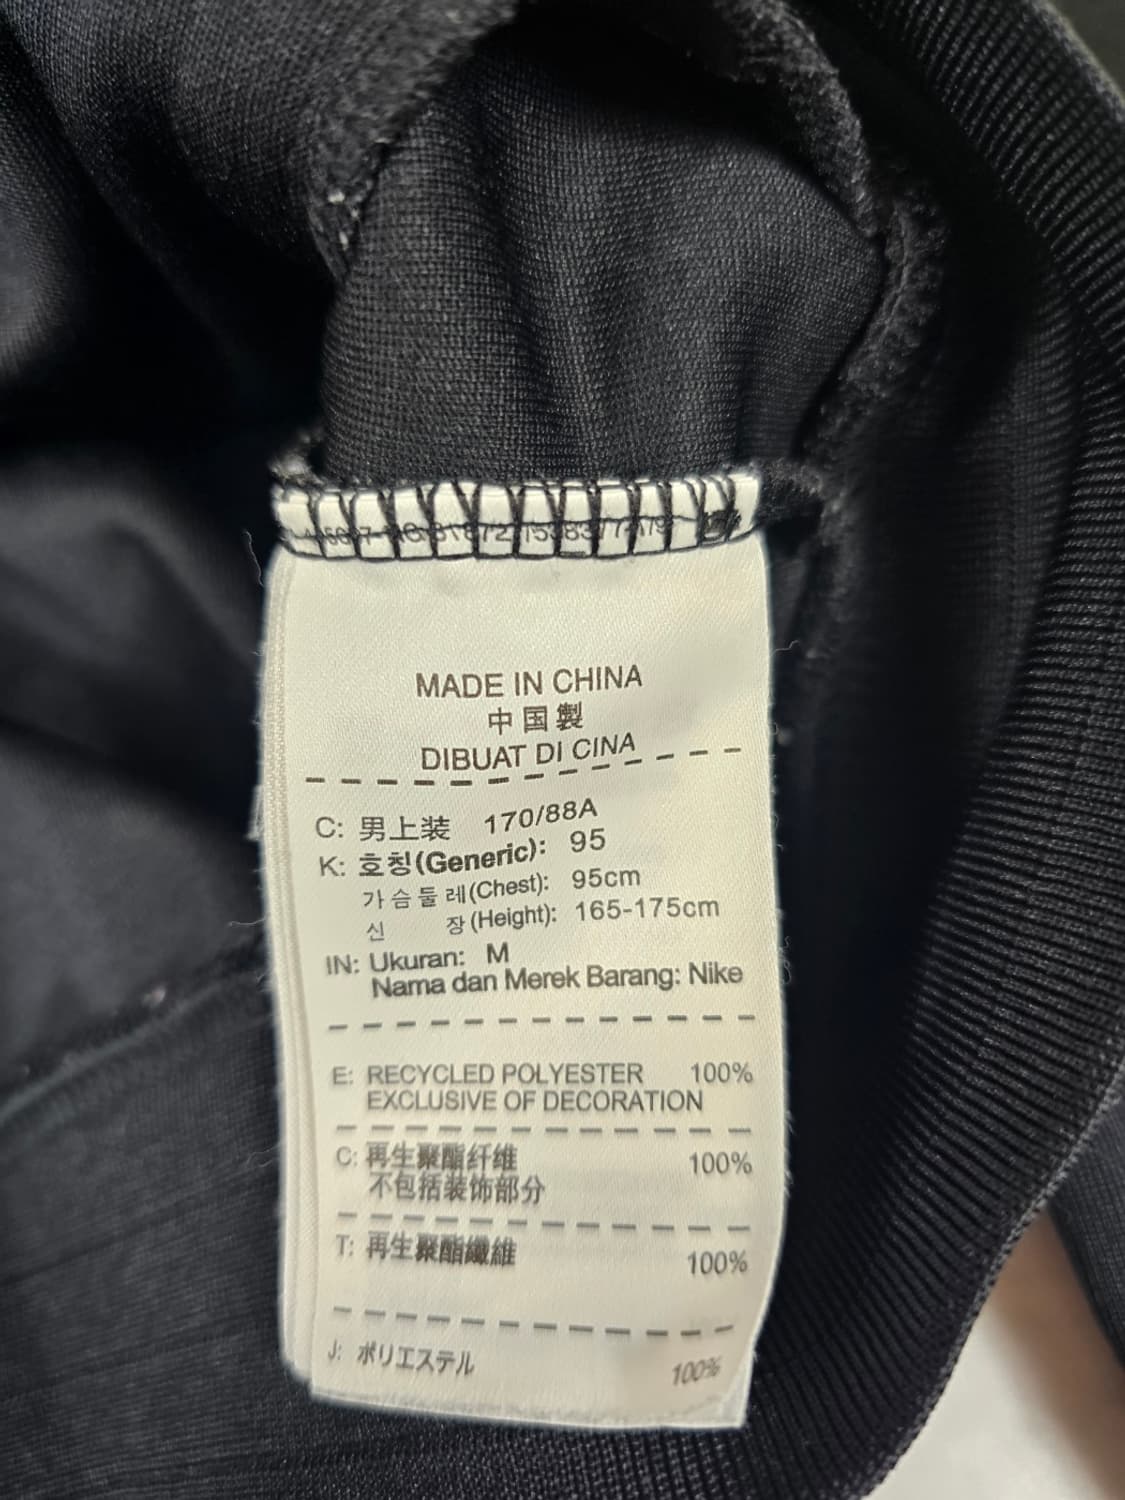 MADE IN CHINA
中国製
DIBUAT DI CINA
C: 男上装 170/88A
K: 호칭(Generic): 95
가슴둘레(Chest): 95cm
신 장(Height): 165-175cm
IN: Ukuran: M
Nama dan Merek Barang: Nike
E: RECYCLED POLYESTER 100%
EXCLUSIVE OF DECORATION
C: 再生聚酯纤维 100%
不包括装饰部分
T: 再生聚酯纖維 100%
J: ポリエステル 100%